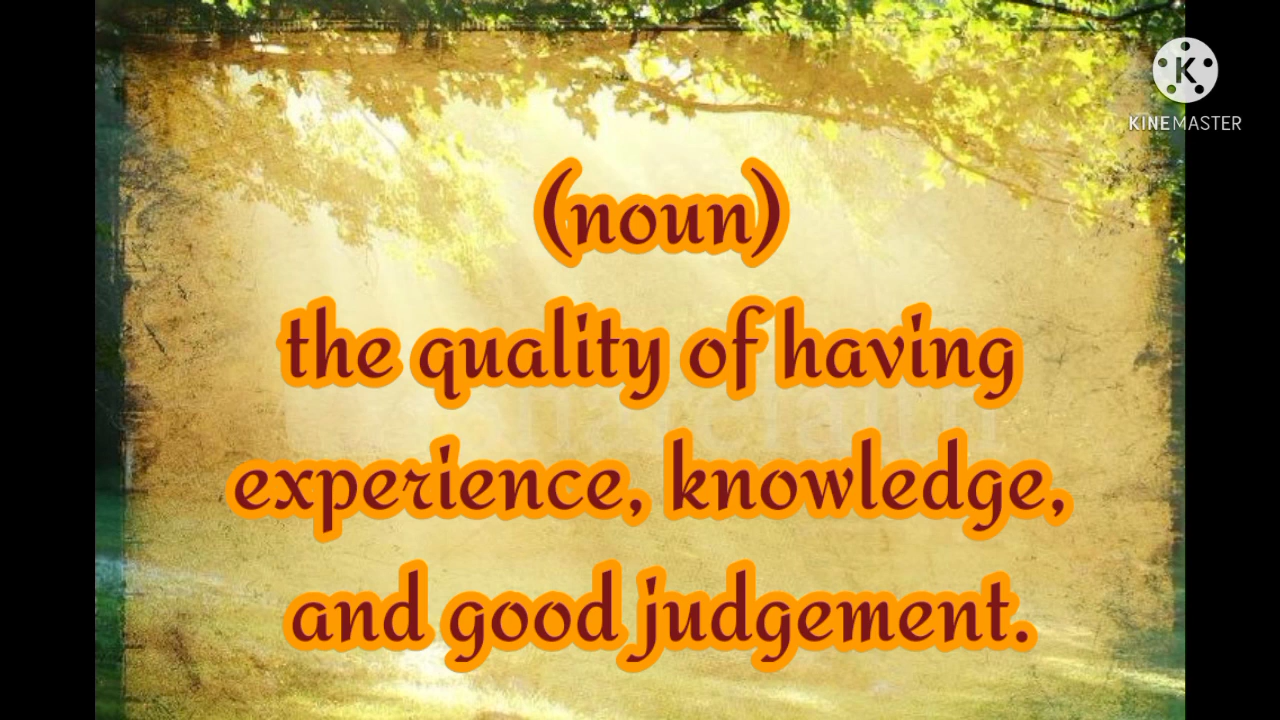 KINEMASTER
(noun)
the quality of having
experience, knowledge,
and good judgement.